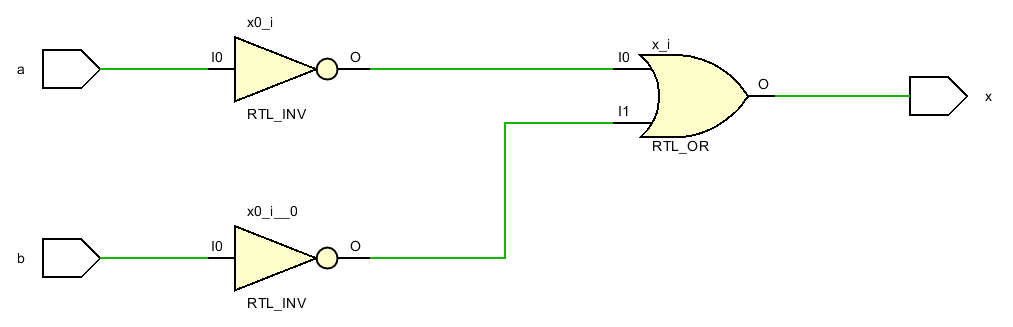 x0_i
a
I0
O
RTL_INV
x_i
I0
I1
O
RTL_OR
x
x0_i__0
b
I0
O
RTL_INV